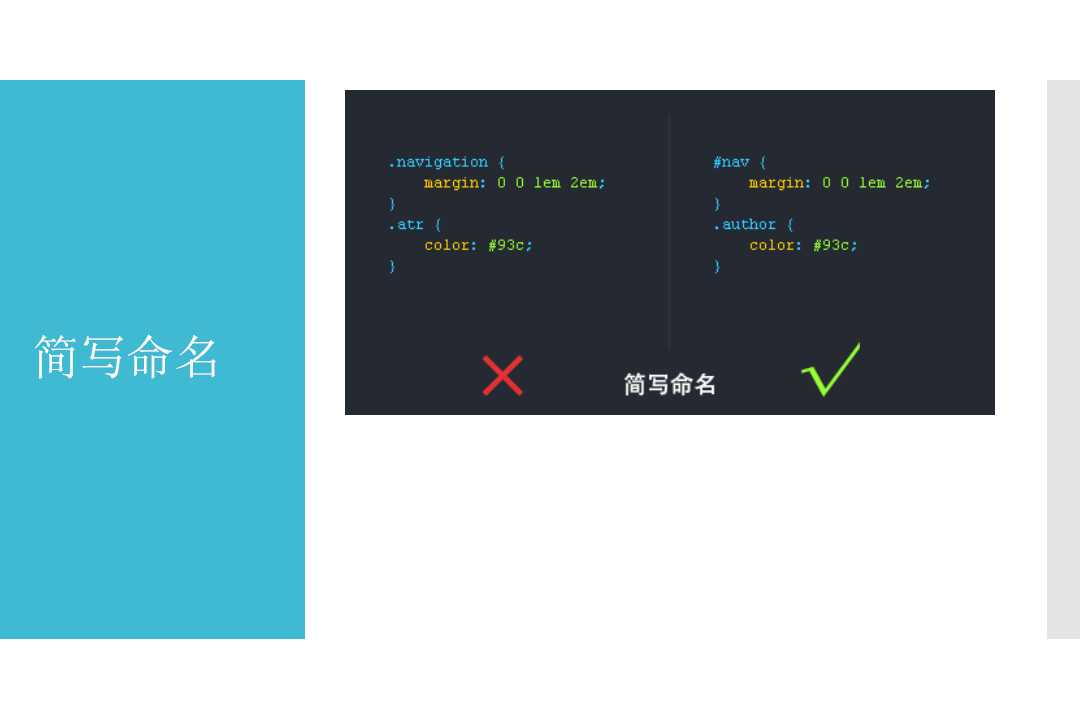 简写命名
.navigation {
margin: 0 0 1em 2em;
}
.atr {
color: #93c;
}
#nav {
margin: 0 0 1em 2em;
}
.author {
color: #93c;
}
简写命名